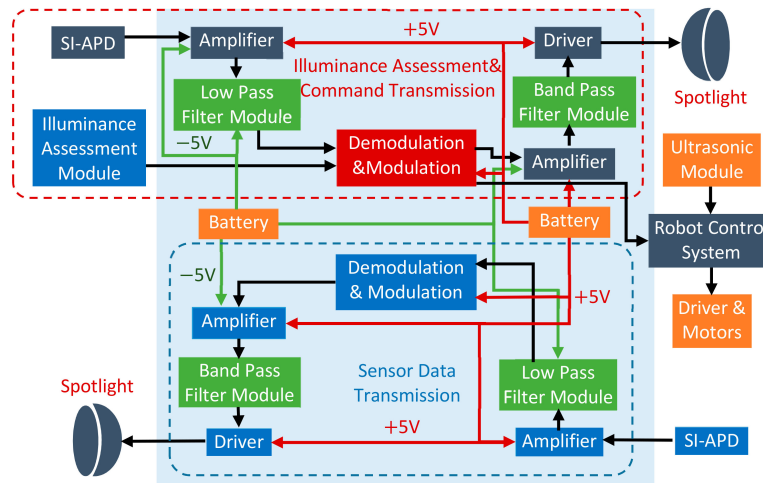 SI-APD
Amplifier
+5V
Driver
Illuminance Assessment&
Command Transmission
Spotlight
Low Pass
Filter Module
Band Pass
Filter Module
Illuminance
Assessment
Module
−5V
Demodulation
&Modulation
Amplifier
Ultrasonic
Module
Battery
Battery
Robot Control
System
−5V
Demodulation
& Modulation
+5V
Amplifier
Driver &
Motors
Spotlight
Band Pass
Filter Module
Sensor Data
Transmission
Low Pass
Filter Module
Driver
+5V
Amplifier
SI-APD